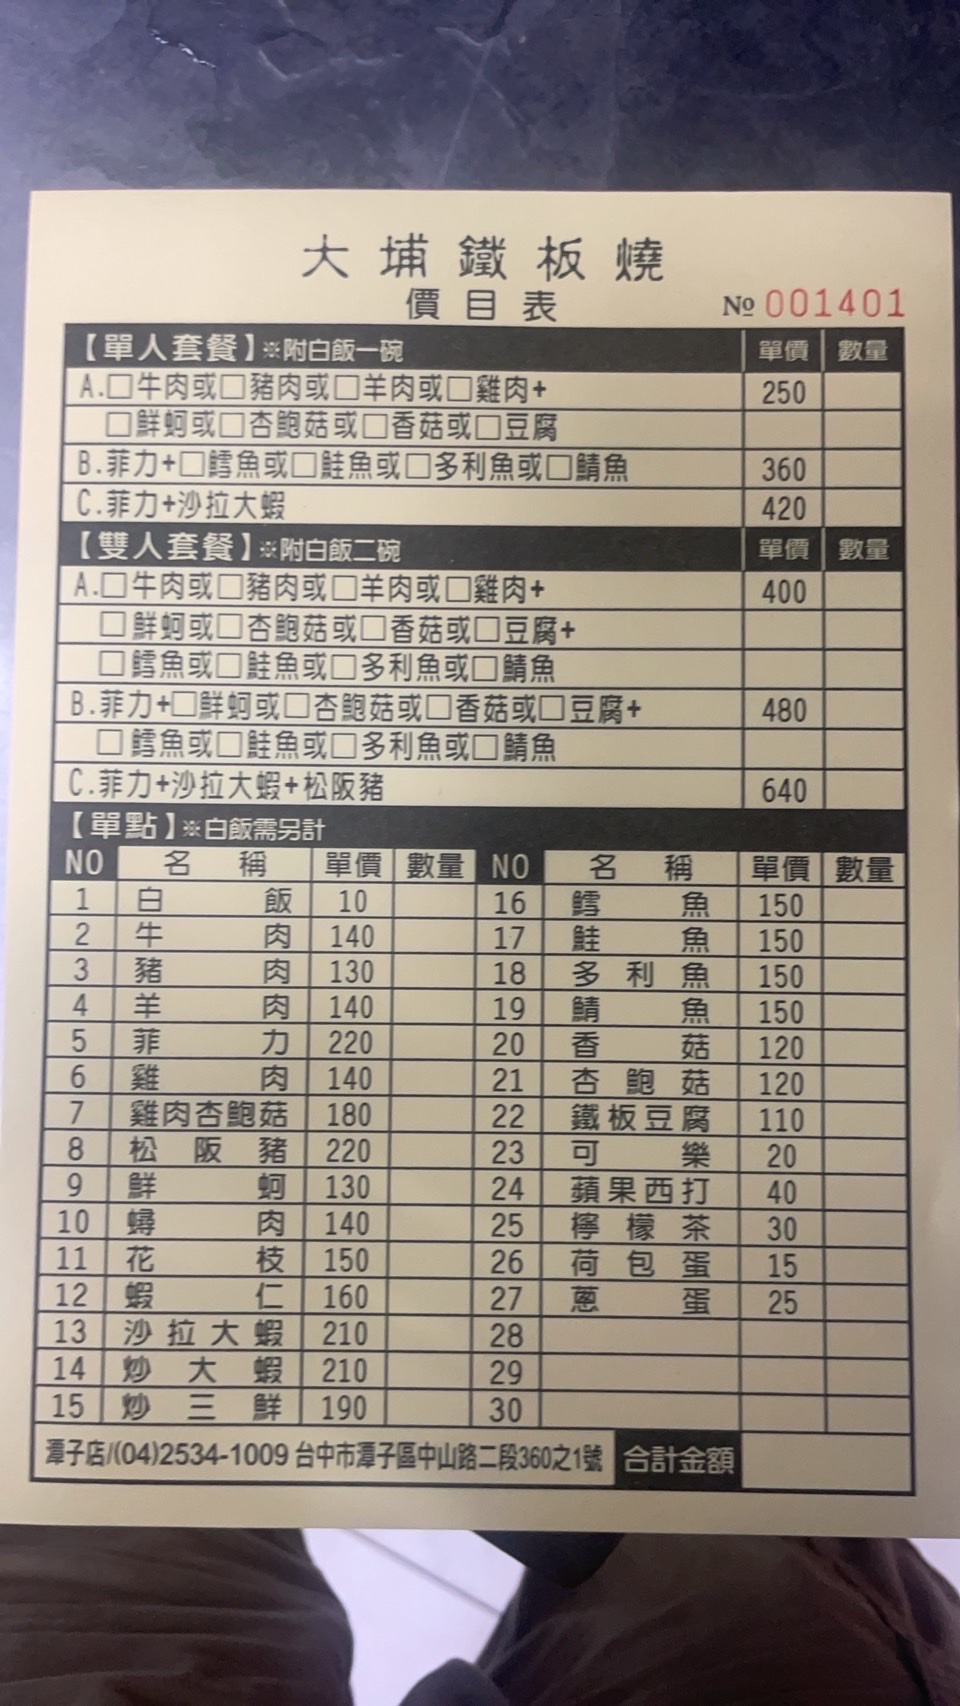 大埔鐵板燒
價目表 № 001401
【單人套餐】※附白飯一碗 單價 數量
A.□牛肉或□豬肉或□羊肉或□雞肉+ 250
□鮮蚵或□杏鮑菇或□香菇或□豆腐
B.菲力+□鱈魚或□鮭魚或□多利魚或□鯖魚 360
C.菲力+沙拉大蝦 420
【雙人套餐】※附白飯二碗 單價 數量
A.□牛肉或□豬肉或□羊肉或□雞肉+ 400
□鮮蚵或□杏鮑菇或□香菇或□豆腐+
□鱈魚或□鮭魚或□多利魚或□鯖魚
B.菲力+□鮮蚵或□杏鮑菇或□香菇或□豆腐+ 480
□鱈魚或□鮭魚或□多利魚或□鯖魚
C.菲力+沙拉大蝦+松阪豬 640
【單點】※白飯需另計
NO 名稱 單價 數量 NO 名稱 單價 數量
1 白飯 10 16 鱈魚 150
2 牛肉 140 17 鮭魚 150
3 豬肉 130 18 多利魚 150
4 羊肉 140 19 鯖魚 150
5 菲力 220 20 香菇 120
6 雞肉 140 21 杏鮑菇 120
7 雞肉杏鮑菇 180 22 鐵板豆腐 110
8 松阪豬 220 23 可樂 20
9 鮮蚵 130 24 蘋果西打 40
10 蟳肉 140 25 檸檬茶 30
11 花枝 150 26 荷包蛋 15
12 蝦仁 160 27 蔥蛋 25
13 沙拉大蝦 210 28
14 炒大蝦 210 29
15 炒三鮮 190 30
潭子店/(04)2534-1009 台中市潭子區中山路二段360之1號 合計金額